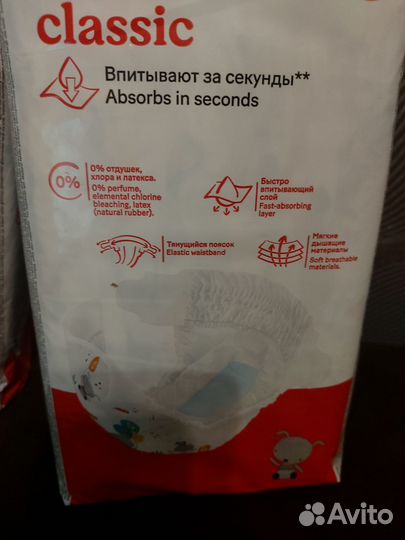 classic
Впитывают за секунды**
Absorbs in seconds
0%
0% отдушек,
хлора и латекса.
0% perfume,
elemental chlorine
bleaching, latex
(natural rubber).
Быстро
впитывающий
слой
Fast-absorbing
layer
Тянущийся поясок
Elastic waistband
Мягкие
дышащие
материалы
Soft breathable
materials.
Avito